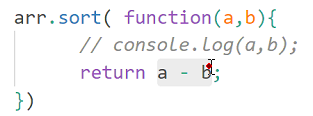 arr.sort( function(a,b){
// console.log(a,b);
return a - b;
})